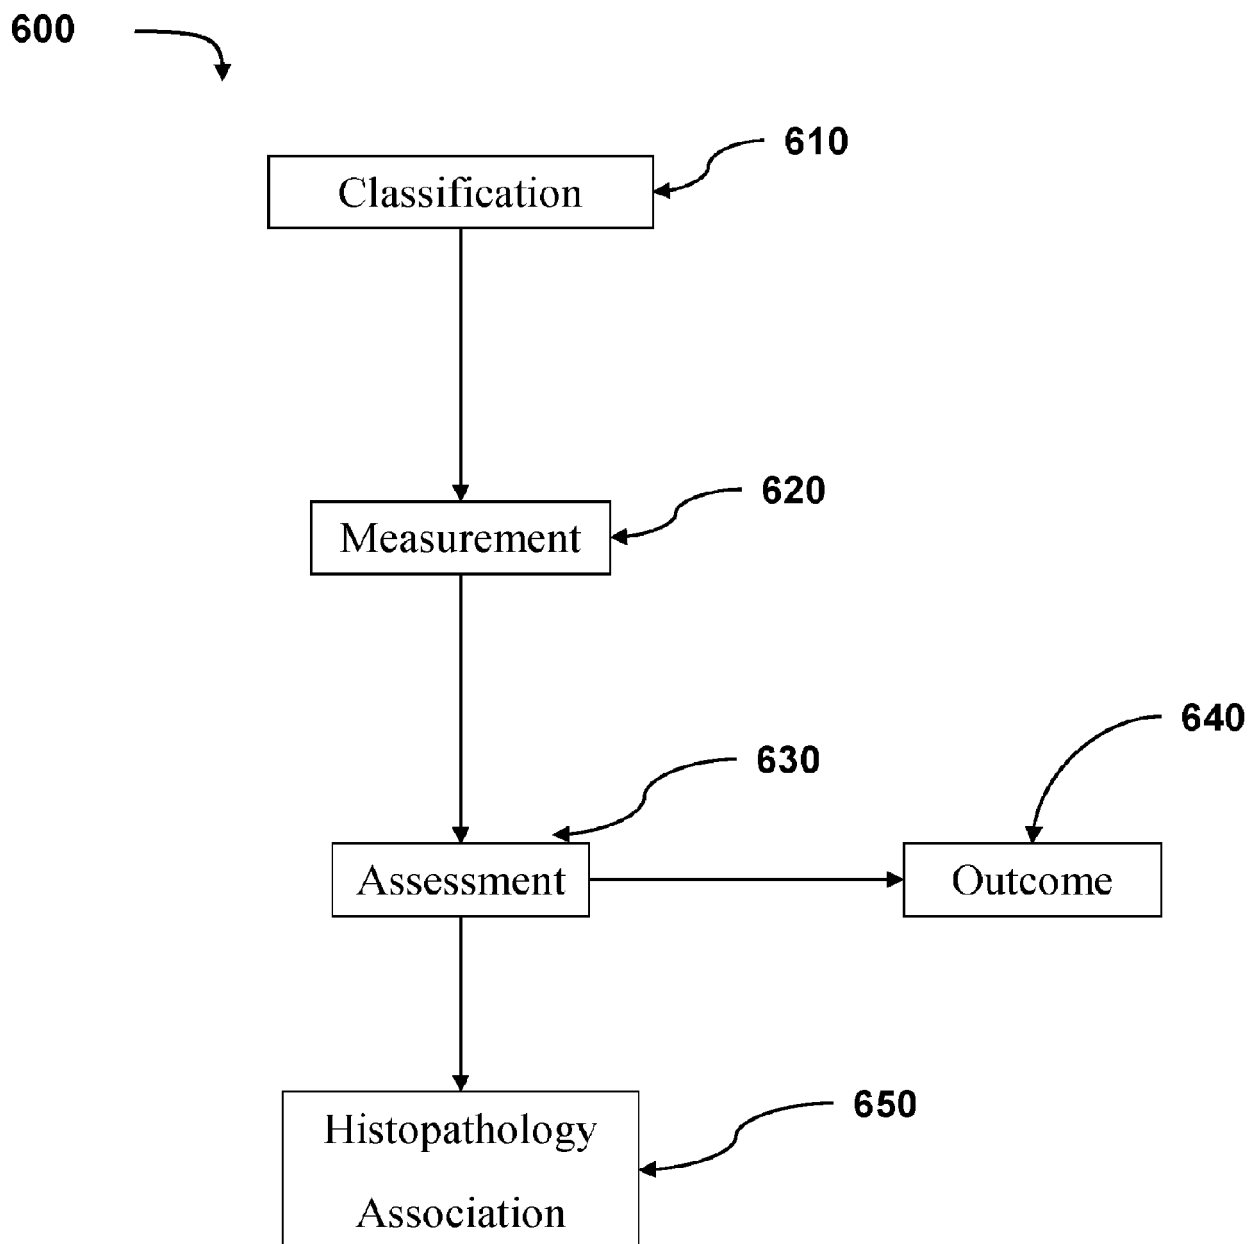 600
610
Classification
620
Measurement
640
630
Assessment
Outcome
650
Histopathology
Association